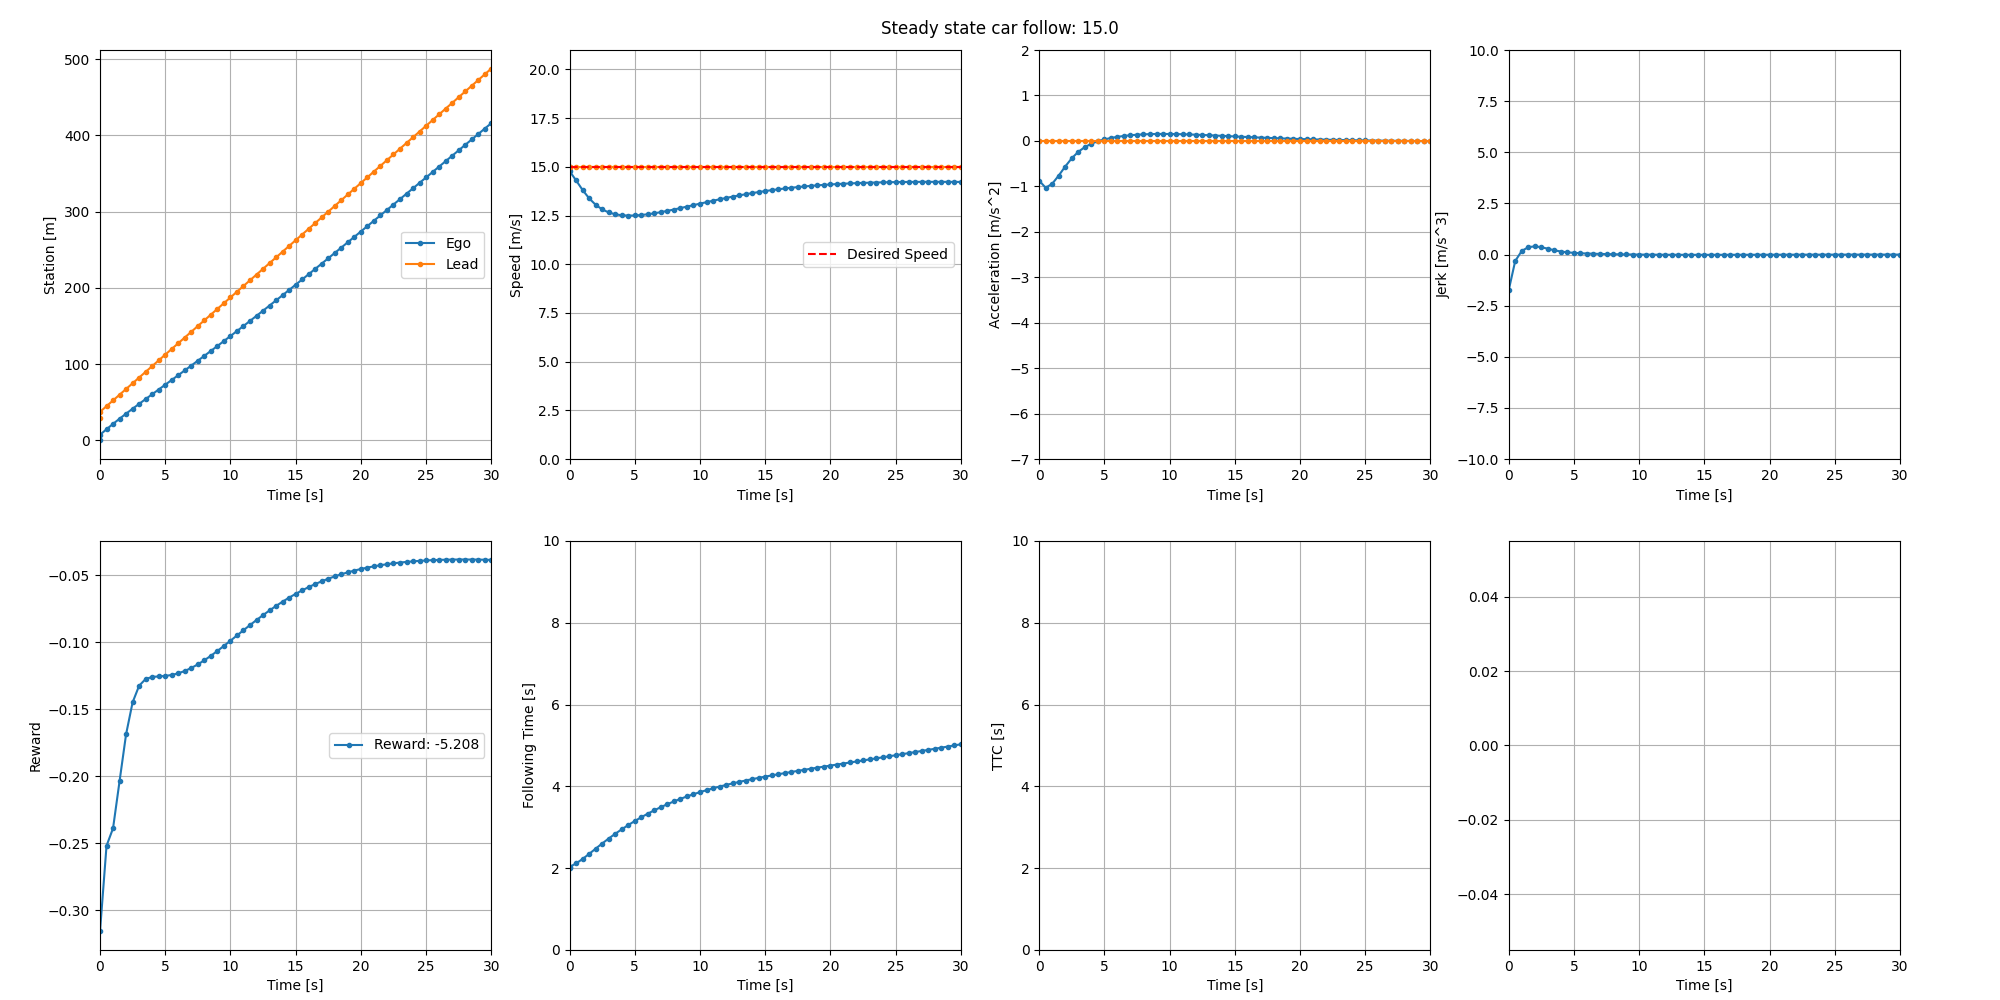 Steady state car follow: 15.0
500
400
300
200
100
0
Station [m]
Ego
Lead
0 5 10 15 20 25 30
Time [s]
20.0
17.5
15.0
12.5
10.0
7.5
5.0
2.5
0.0
Speed [m/s]
Desired Speed
0 5 10 15 20 25 30
Time [s]
2
1
0
−1
−2
−3
−4
−5
−6
−7
Acceleration [m/s^2]
0 5 10 15 20 25 30
Time [s]
10.0
7.5
5.0
2.5
0.0
−2.5
−5.0
−7.5
−10.0
Jerk [m/s^3]
0 5 10 15 20 25 30
Time [s]
−0.05
−0.10
−0.15
−0.20
−0.25
−0.30
Reward
Reward: -5.208
0 5 10 15 20 25 30
Time [s]
10
8
6
4
2
0
Following Time [s]
0 5 10 15 20 25 30
Time [s]
10
8
6
4
2
0
TTC [s]
0 5 10 15 20 25 30
Time [s]
0.04
0.02
0.00
−0.02
−0.04
0 5 10 15 20 25 30
Time [s]